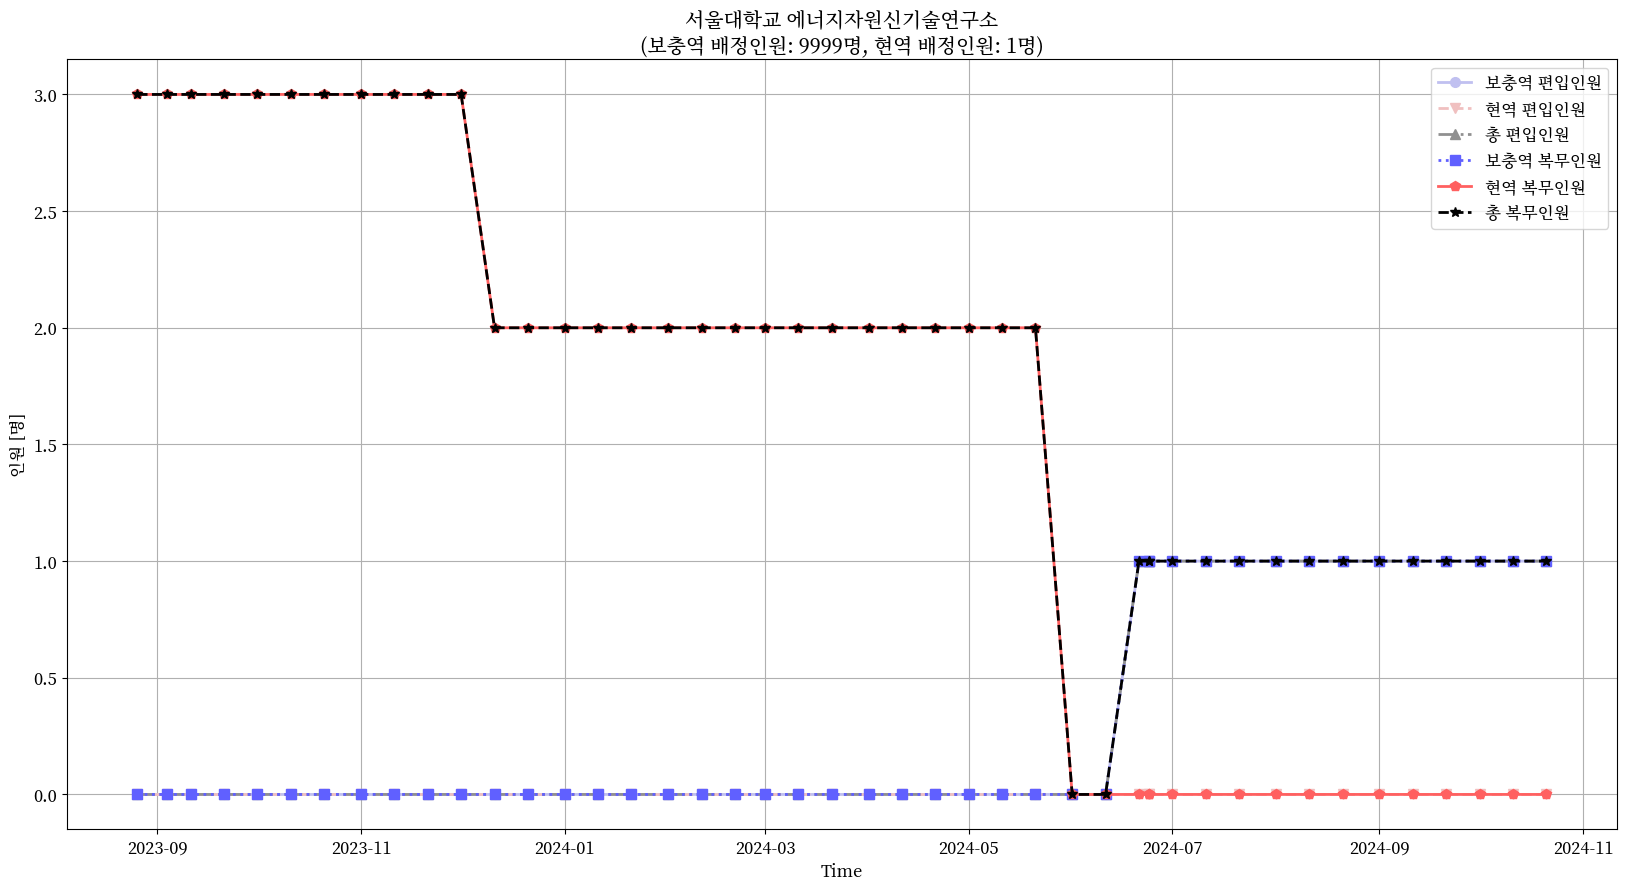 서울대학교 에너지자원신기술연구소
(보충역 배정인원: 9999명, 현역 배정인원: 1명)
보충역 편입인원
현역 편입인원
총 편입인원
보충역 복무인원
현역 복무인원
총 복무인원
인원 [명]
3.0
2.5
2.0
1.5
1.0
0.5
0.0
2023-09
2023-11
2024-01
2024-03
2024-05
2024-07
2024-09
2024-11
Time